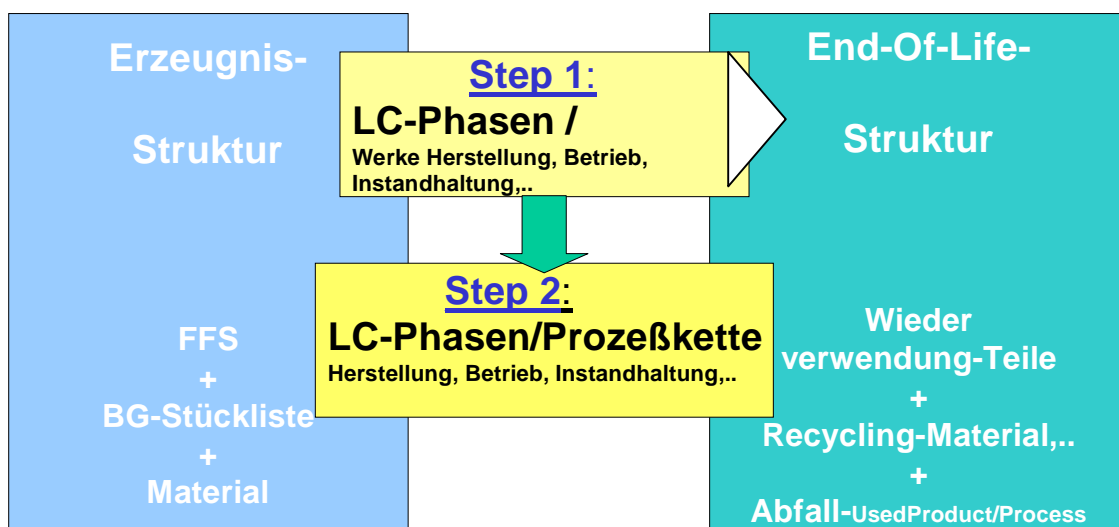 Erzeugnis-
Struktur
FFS
+
BG-Stückliste
+
Material
Step 1:
LC-Phasen /
Werke Herstellung, Betrieb,
Instandhaltung,..
Step 2:
LC-Phasen/Prozeßkette
Herstellung, Betrieb, Instandhaltung,..
End-Of-Life-
Struktur
Wieder
verwendung-Teile
+
Recycling-Material,..
+
Abfall-UsedProduct/Process